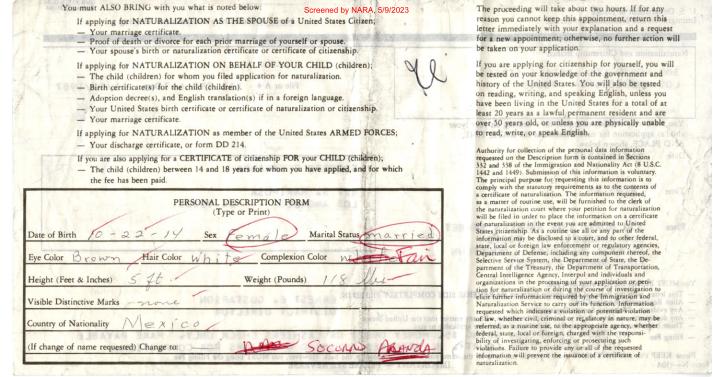 Screened by NARA, 5/9/2023
You must ALSO BRING with you what is noted below:
If applying for NATURALIZATION AS THE SPOUSE of a United States Citizen;
— Your marriage certificate.
— Proof of death or divorce for each prior marriage of yourself or spouse.
— Your spouse's birth or naturalization certificate or certificate of citizenship.
If applying for NATURALIZATION ON BEHALF OF YOUR CHILD (children);
— The child (children) for whom you filed application for naturalization.
— Birth certificate(s) for the child (children).
— Adoption decree(s), and English translation(s) if in a foreign language.
— Your United States birth certificate or certificate of naturalization or citizenship.
— Your marriage certificate.
If applying for NATURALIZATION as member of the United States ARMED FORCES;
— Your discharge certificate, or form DD 214.
If you are also applying for a CERTIFICATE of citizenship FOR your CHILD (children);
— The child (children) between 14 and 18 years for whom you have applied, and for which
the fee has been paid.
PERSONAL DESCRIPTION FORM
(Type or Print)
Date of Birth 10-22-14 Sex Female Marital Status married
Eye Color Brown Hair Color White Complexion Color Fair
Height (Feet & Inches) 5 ft. Weight (Pounds) 118 lbs
Visible Distinctive Marks none
Country of Nationality Mexico
(If change of name requested) Change to: SOCORRO ARANDA
The proceeding will take about two hours. If for any
reason you cannot keep this appointment, return this
letter immediately with your explanation and a request
for a new appointment; otherwise, no further action will
be taken on your application.
If you are applying for citizenship for yourself, you will
be tested on your knowledge of the government and
history of the United States. You will also be tested
on reading, writing, and speaking English, unless you
have been living in the United States for a total of at
least 20 years as a lawful permanent resident and are
over 50 years old, or unless you are physically unable
to read, write, or speak English.
Authority for collection of the personal data information
requested on the Description form is contained in Sections
332 and 338 of the Immigration and Nationality Act (8 U.S.C.
1442 and 1449). Submission of this information is voluntary.
The principal purpose for requesting this information is to
comply with the statutory requirements as to the contents of
a certificate of naturalization. The information requested,
as a matter of routine use, will be furnished to the clerk of
the naturalization court where your petition for naturalization
will be filed in order to place the information on a certificate
of naturalization in the event you are admitted to United
States citizenship. As a routine use all or any part of the
information may be disclosed to a court, and to other federal,
state, local or foreign law enforcement or regulatory agencies,
Department of Defense, including any component thereof, the
Selective Service System, the Department of State, the De-
partment of the Treasury, the Department of Transportation,
Central Intelligence Agency, Interpol and individuals and
organizations in the processing of your application or peti-
tion for naturalization or during the course of investigation to
elicit further information required by the Immigration and
Naturalization Service to carry out its function. Information
requested which indicates a violation or potential violation
of law, whether civil, criminal or regulatory in nature, may be
referred, as a routine use, to the appropriate agency, whether
federal, state, local or foreign, charged with the responsi-
bility of investigating, enforcing or prosecuting such
violations. Failure to provide any or all of the requested
information will prevent the issuance of a certificate of
naturalization.